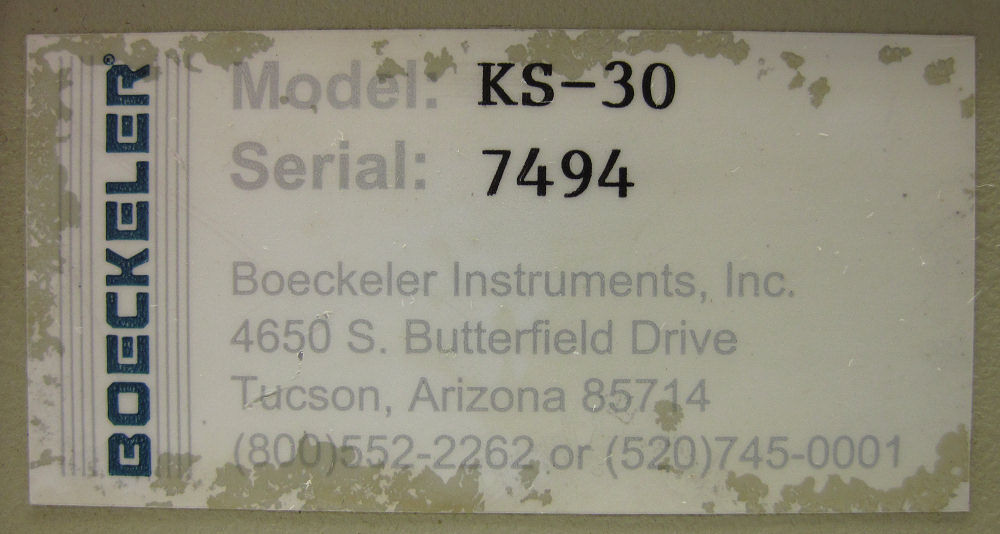 BOECKELER®
Model: KS-30
Serial: 7494
Boeckeler Instruments, Inc.
4650 S. Butterfield Drive
Tucson, Arizona 85714
(800)552-2262 or (520)745-0001